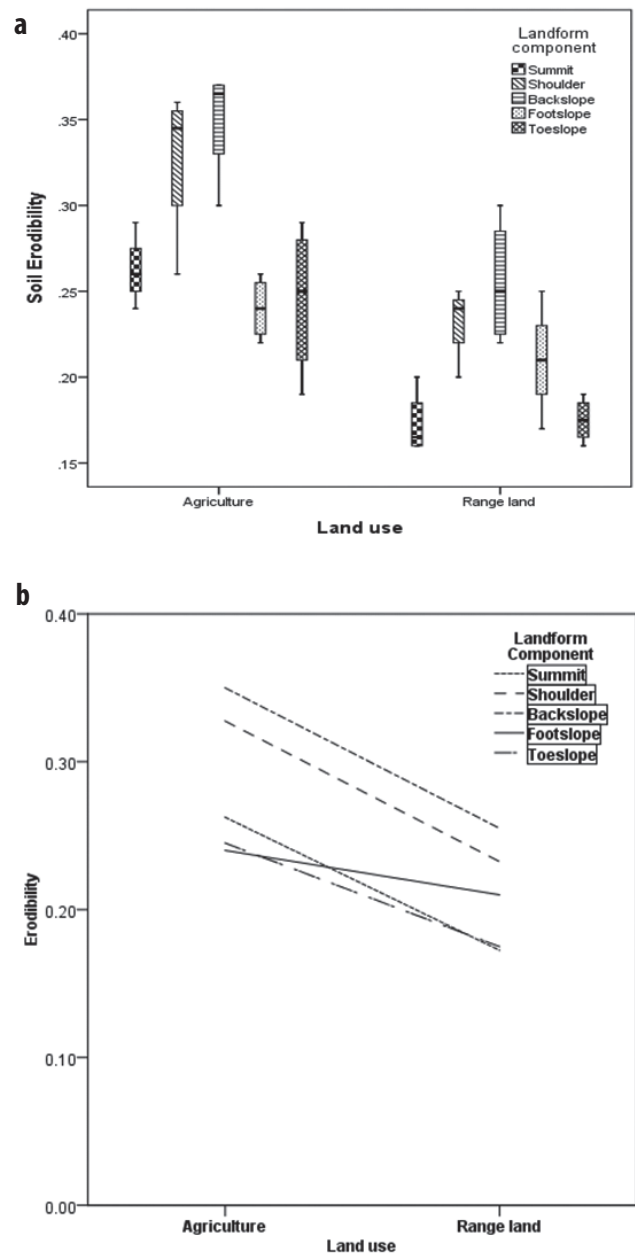 a
.40
.35
.30
.25
.20
.15
Soil Erodibility
Landform
component
Summit
Shoulder
Backslope
Footslope
Toeslope
Agriculture
Range land
Land use
b
0.40
0.30
0.20
0.10
0.00
Erodibility
Landform
Component
Summit
Shoulder
Backslope
Footslope
Toeslope
Agriculture
Range land
Land use